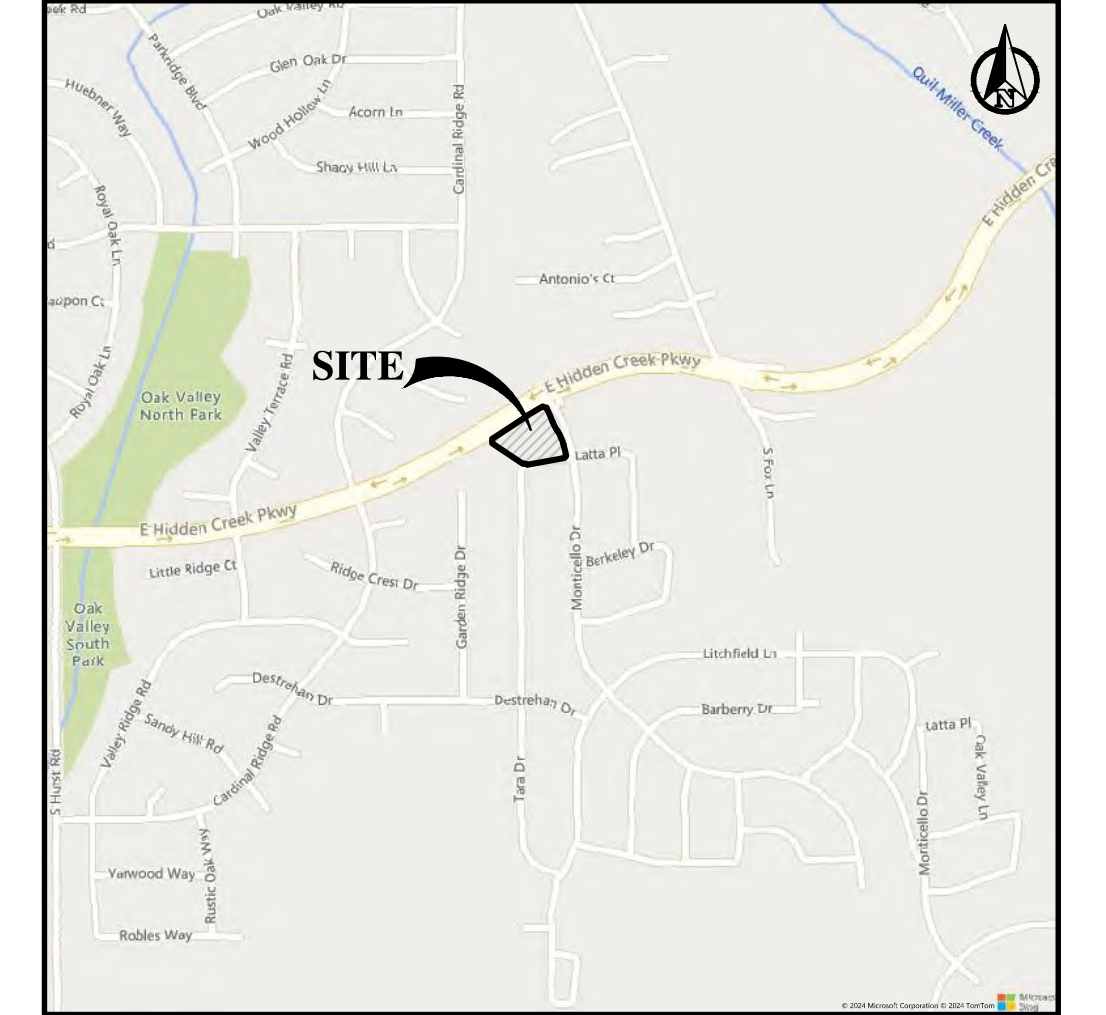 Oak Valley Rd
Parkridge Blvd
Glen Oak Dr
Huebner Way
Wood Hollow Ln
Acorn Ln
Cardinal Ridge Rd
Shady Hill Ln
Quil Miller Creek
N
Royal Oak Ln
E Hidden Cre
Antonio's Ct
aupon Ct
Royal Oak Ln
Valley Terrace Rd
SITE
E Hidden Creek Pkwy
Oak Valley
North Park
Latta Pl
S Fox Ln
E Hidden Creek Pkwy
Little Ridge Ct
Ridge Crest Dr
Garden Ridge Dr
Monticello Dr
Berkeley Dr
Oak
Valley
South
Park
Litchfield Ln
Destrehan Dr
Destrehan Dr
Barberry Dr
Valley Ridge Rd
Sandy Hill Rd
Cardinal Ridge Rd
Latta Pl
Oak Valley Ln
S Hurst Rd
Tara Dr
Monticello Dr
Rustic Oak Way
Yarwood Way
Robles Way
© 2024 Microsoft Corporation © 2024 TomTom
Microso
Bing